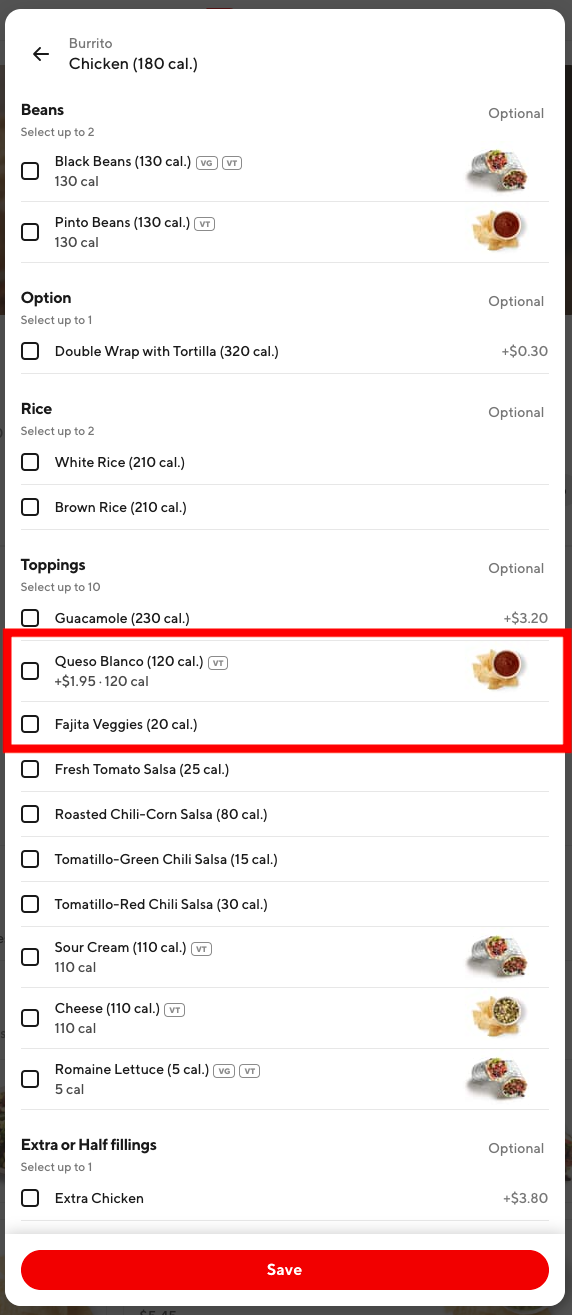 Burrito
Chicken (180 cal.)
Beans
Optional
Select up to 2
Black Beans (130 cal.) VG VT
130 cal
Pinto Beans (130 cal.) VT
130 cal
Option
Optional
Select up to 1
Double Wrap with Tortilla (320 cal.) +$0.30
Rice
Optional
Select up to 2
White Rice (210 cal.)
Brown Rice (210 cal.)
Toppings
Optional
Select up to 10
Guacamole (230 cal.) +$3.20
Queso Blanco (120 cal.) VT
+$1.95 · 120 cal
Fajita Veggies (20 cal.)
Fresh Tomato Salsa (25 cal.)
Roasted Chili-Corn Salsa (80 cal.)
Tomatillo-Green Chili Salsa (15 cal.)
Tomatillo-Red Chili Salsa (30 cal.)
Sour Cream (110 cal.) VT
110 cal
Cheese (110 cal.) VT
110 cal
Romaine Lettuce (5 cal.) VG VT
5 cal
Extra or Half fillings
Optional
Select up to 1
Extra Chicken +$3.80
Save